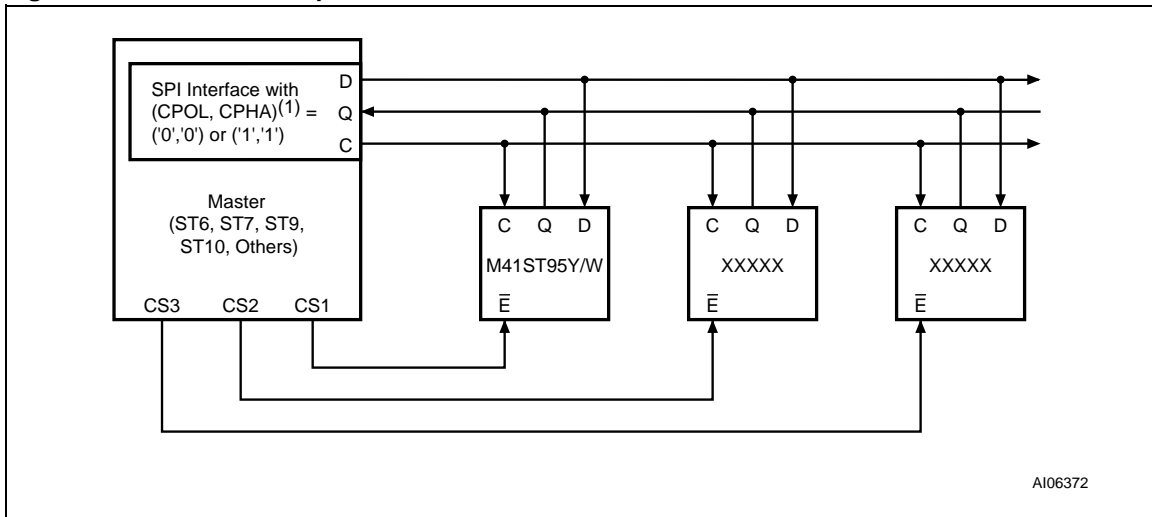 SPI Interface with
(CPOL, CPHA)(1) =
('0','0') or ('1','1')
D
Q
C
Master
(ST6, ST7, ST9,
ST10, Others)
CS3 CS2 CS1
C Q D
M41ST95Y/W
E̅
C Q D
XXXXX
E̅
C Q D
XXXXX
E̅
AI06372